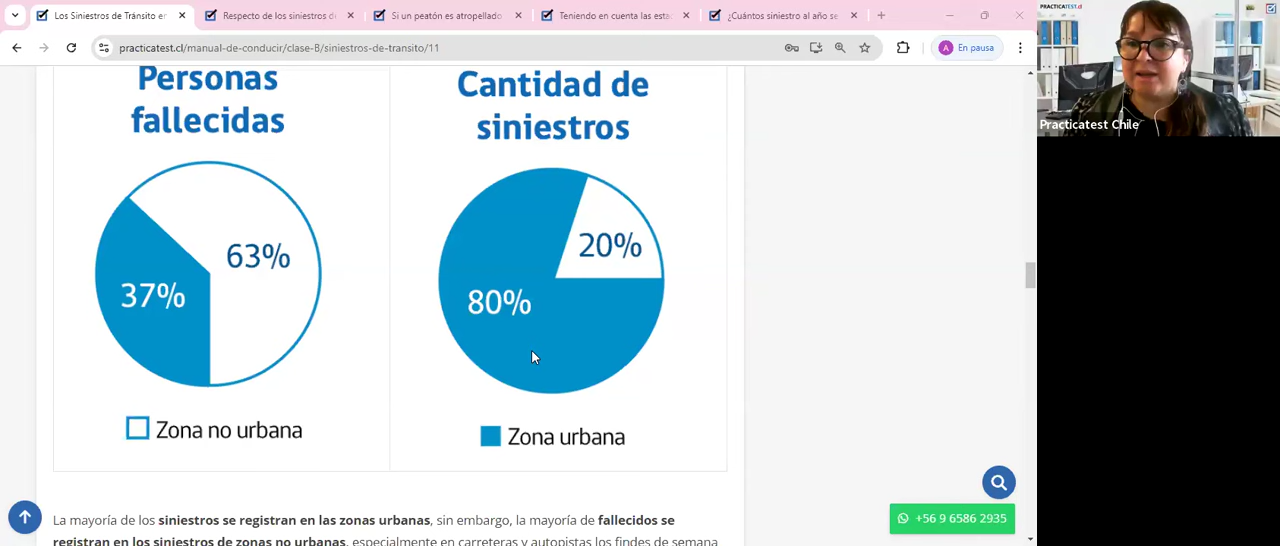 Los Siniestros de Tránsito er
Respecto de los siniestros d
Si un peatón es atropellado
Teniendo en cuenta las esta
¿Cuántos siniestro al año se
practicatest.cl/manual-de-conducir/clase-B/siniestros-de-transito/11
A En pausa
PRACTICATEST.cl
Practicatest Chile
Personas
fallecidas
63%
37%
Zona no urbana
Cantidad de
siniestros
20%
80%
Zona urbana
+56 9 6586 2935
La mayoría de los siniestros se registran en las zonas urbanas, sin embargo, la mayoría de fallecidos se
registran en los siniestros de zonas no urbanas, especialmente en carreteras y autopistas los findes de semana